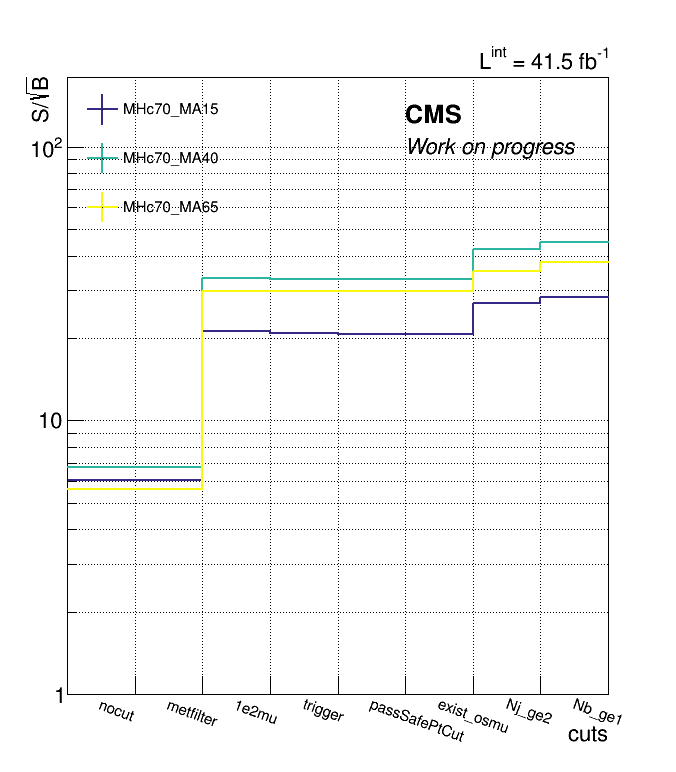 L^int = 41.5 fb^-1
S/√B
MHc70_MA15
CMS
10^2
Work on progress
MHc70_MA40
MHc70_MA65
10
1
nocut metfilter 1e2mu trigger passSafePtCut exist_osmu Nj_ge2 Nb_ge1
cuts